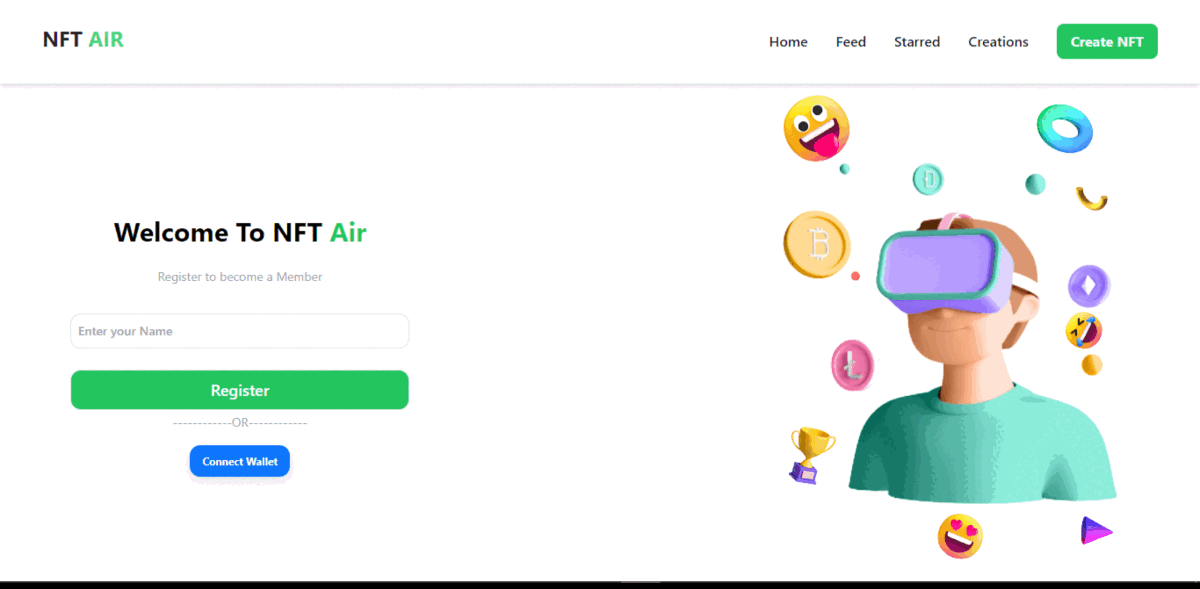 NFT AIR
Home Feed Starred Creations Create NFT
Welcome To NFT Air
Register to become a Member
Enter your Name
Register
------------OR------------
Connect Wallet